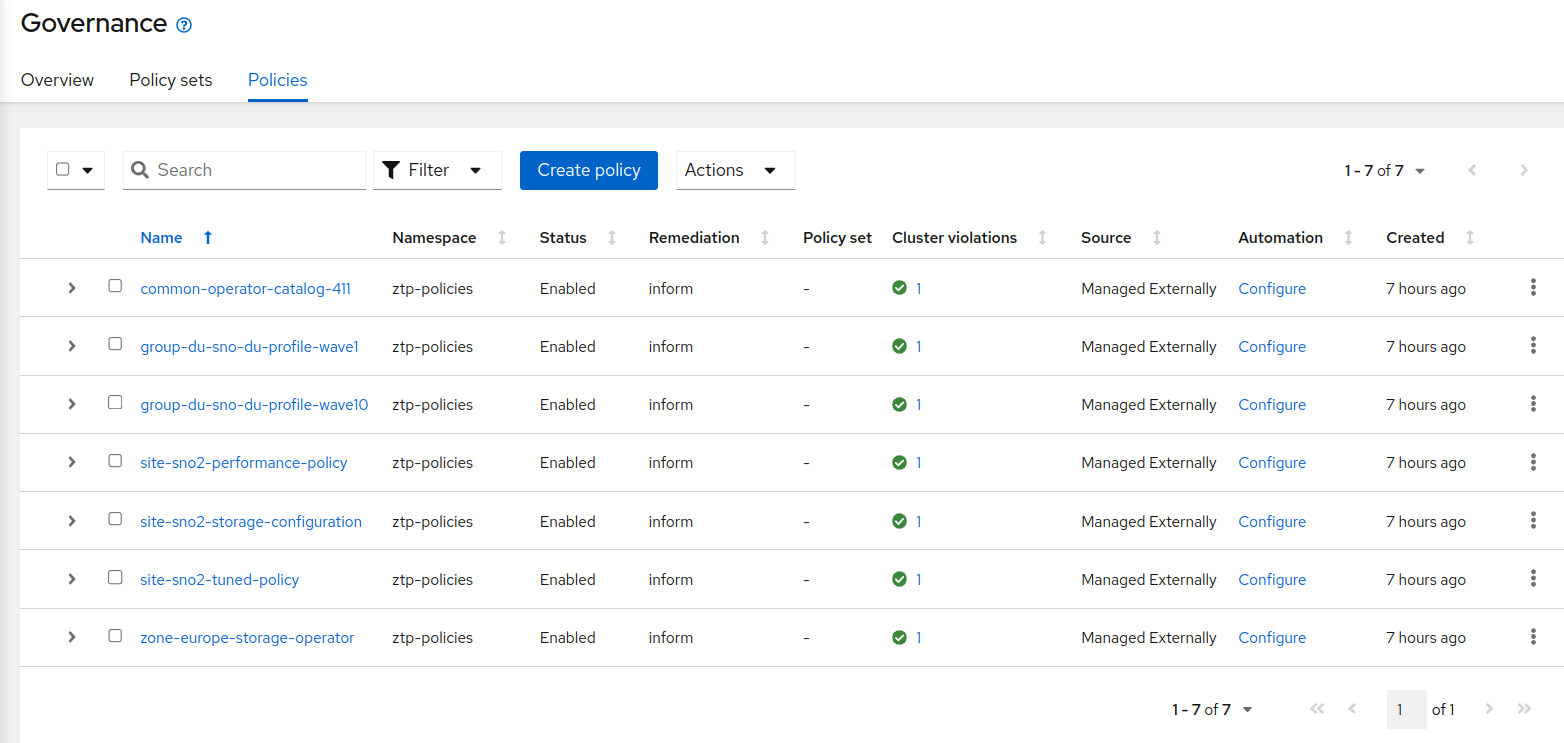 Governance
Overview Policy sets Policies
Search Filter Create policy Actions 1 - 7 of 7
Name Namespace Status Remediation Policy set Cluster violations Source Automation Created
common-operator-catalog-411 ztp-policies Enabled inform - 1 Managed Externally Configure 7 hours ago
group-du-sno-du-profile-wave1 ztp-policies Enabled inform - 1 Managed Externally Configure 7 hours ago
group-du-sno-du-profile-wave10 ztp-policies Enabled inform - 1 Managed Externally Configure 7 hours ago
site-sno2-performance-policy ztp-policies Enabled inform - 1 Managed Externally Configure 7 hours ago
site-sno2-storage-configuration ztp-policies Enabled inform - 1 Managed Externally Configure 7 hours ago
site-sno2-tuned-policy ztp-policies Enabled inform - 1 Managed Externally Configure 7 hours ago
zone-europe-storage-operator ztp-policies Enabled inform - 1 Managed Externally Configure 7 hours ago
1 - 7 of 7 1 of 1